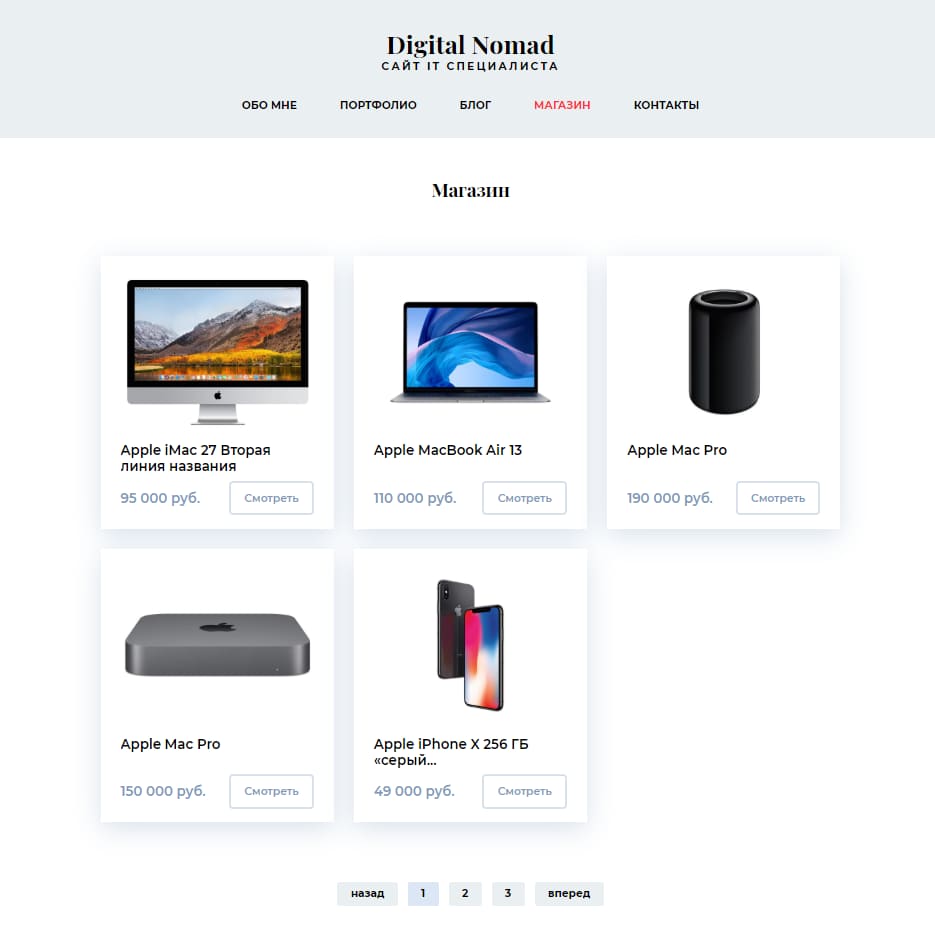 Digital Nomad
САЙТ IT СПЕЦИАЛИСТА
ОБО МНЕ ПОРТФОЛИО БЛОГ МАГАЗИН КОНТАКТЫ
Магазин
Apple iMac 27 Вторая
линия названия
95 000 руб. Смотреть
Apple MacBook Air 13
110 000 руб. Смотреть
Apple Mac Pro
190 000 руб. Смотреть
Apple Mac Pro
150 000 руб. Смотреть
Apple iPhone X 256 ГБ
«серый...
49 000 руб. Смотреть
назад 1 2 3 вперед